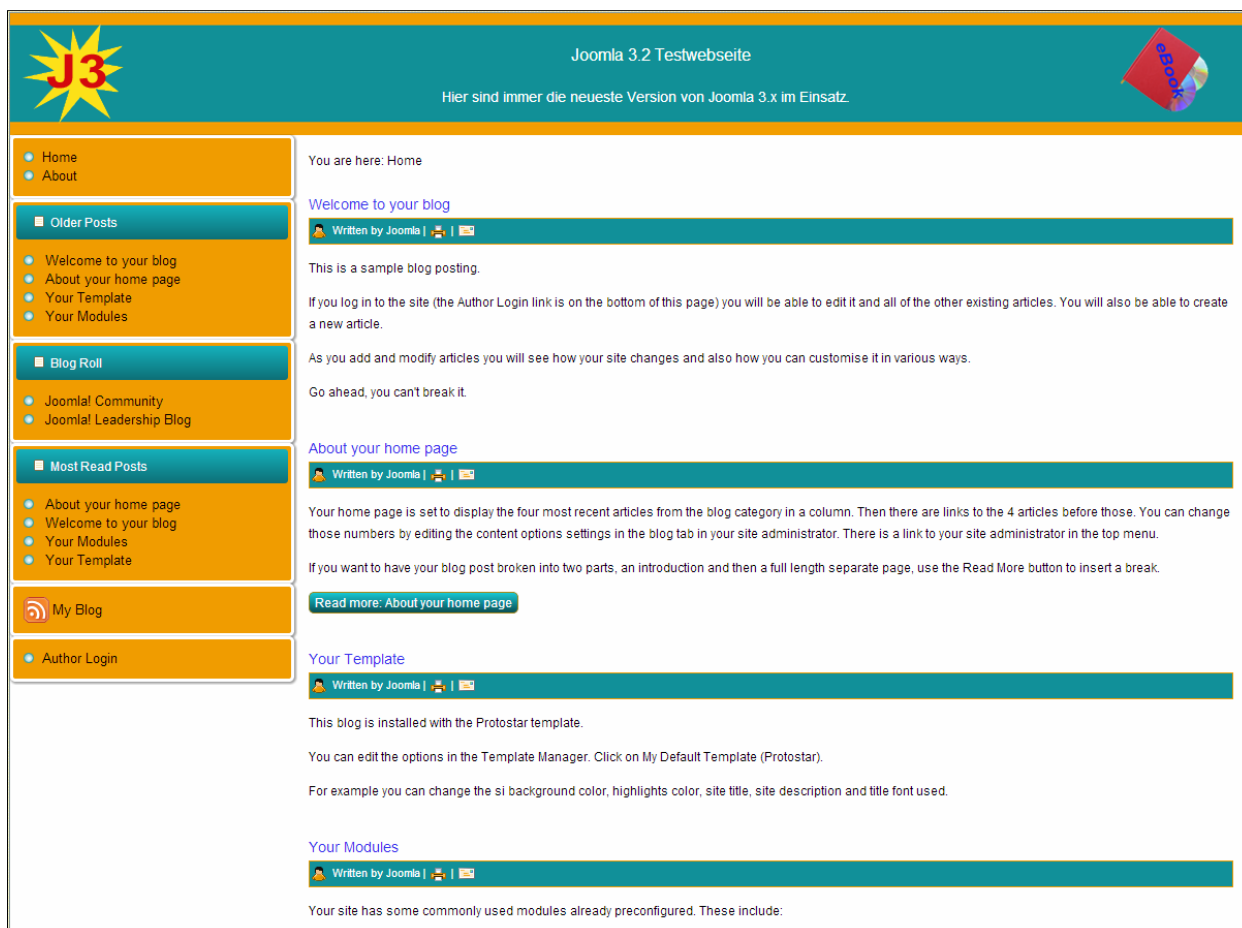 J3
Joomla 3.2 Testwebseite
Hier sind immer die neueste Version von Joomla 3.x im Einsatz.
eBook
Home
About
Older Posts
Welcome to your blog
About your home page
Your Template
Your Modules
Blog Roll
Joomla! Community
Joomla! Leadership Blog
Most Read Posts
About your home page
Welcome to your blog
Your Modules
Your Template
My Blog
Author Login
You are here: Home
Welcome to your blog
Written by Joomla | |
This is a sample blog posting.
If you log in to the site (the Author Login link is on the bottom of this page) you will be able to edit it and all of the other existing articles. You will also be able to create
a new article.
As you add and modify articles you will see how your site changes and also how you can customise it in various ways.
Go ahead, you can't break it.
About your home page
Written by Joomla | |
Your home page is set to display the four most recent articles from the blog category in a column. Then there are links to the 4 articles before those. You can change
those numbers by editing the content options settings in the blog tab in your site administrator. There is a link to your site administrator in the top menu.
If you want to have your blog post broken into two parts, an introduction and then a full length separate page, use the Read More button to insert a break.
Read more: About your home page
Your Template
Written by Joomla | |
This blog is installed with the Protostar template.
You can edit the options in the Template Manager. Click on My Default Template (Protostar).
For example you can change the si background color, highlights color, site title, site description and title font used.
Your Modules
Written by Joomla | |
Your site has some commonly used modules already preconfigured. These include: